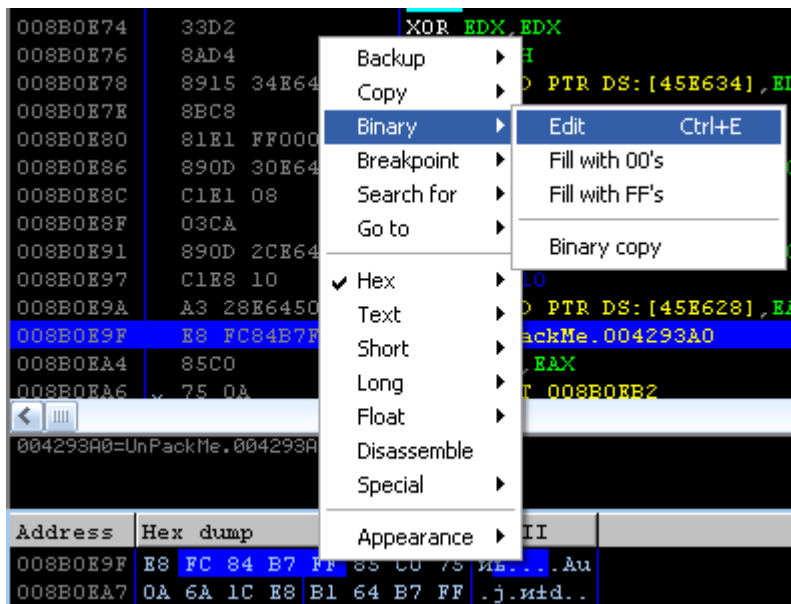 008B0E74 33D2 XOR EDX,EDX
008B0E76 8AD4 H
008B0E78 8915 34E64 PTR DS:[45E634],E
008B0E7E 8BC8
008B0E80 81E1 FF000
008B0E86 890D 30E64
008B0E8C C1E1 08
008B0E8F 03CA
008B0E91 890D 2CE64
008B0E97 C1E8 10 10
008B0E9A A3 28E6450 PTR DS:[45E628],E
008B0E9F E8 FC84B7F ackMe.004293A0
008B0EA4 85C0 ,EAX
008B0EA6 75 0A 008B0EB2
Backup
Copy
Binary
Breakpoint
Search for
Go to
Hex
Text
Short
Long
Float
Disassemble
Special
Appearance
Edit Ctrl+E
Fill with 00's
Fill with FF's
Binary copy
004293A0=UnPackMe.004293A
Address Hex dump II
008B0E9F E8 FC 84 B7 FF 85 C0 75 Au
008B0EA7 0A 6A 1C E8 B1 64 B7 FF .j.и±d..